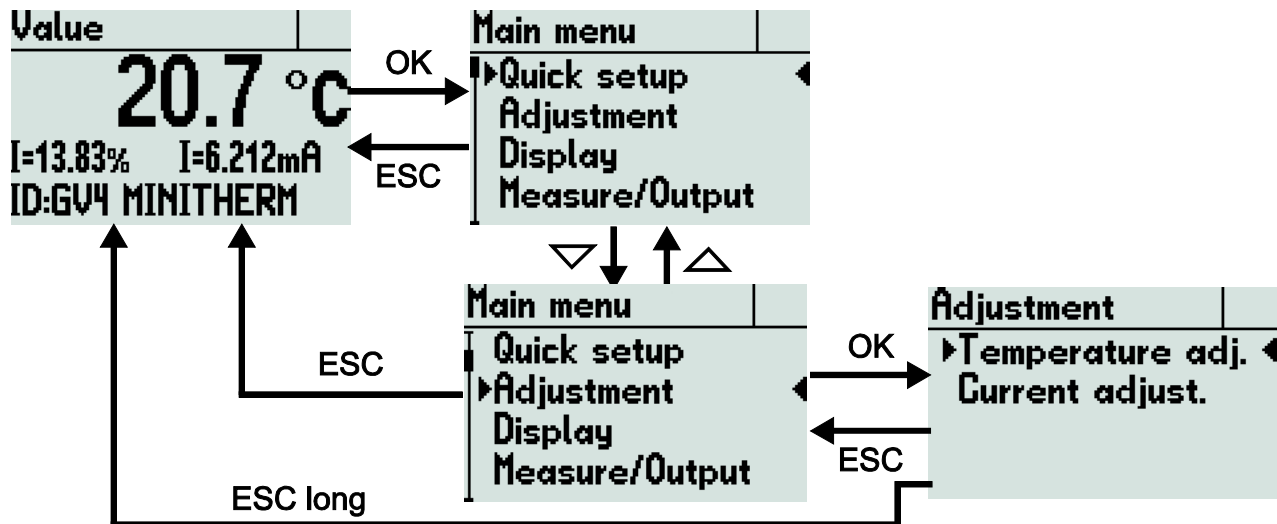 Value
20.7 °C
I=13.83% I=6.212mA
ID:GV4 MINITHERM
OK
ESC
Main menu
Quick setup
Adjustment
Display
Measure/Output
Main menu
Quick setup
Adjustment
Display
Measure/Output
ESC
OK
ESC
Adjustment
Temperature adj.
Current adjust.
ESC long